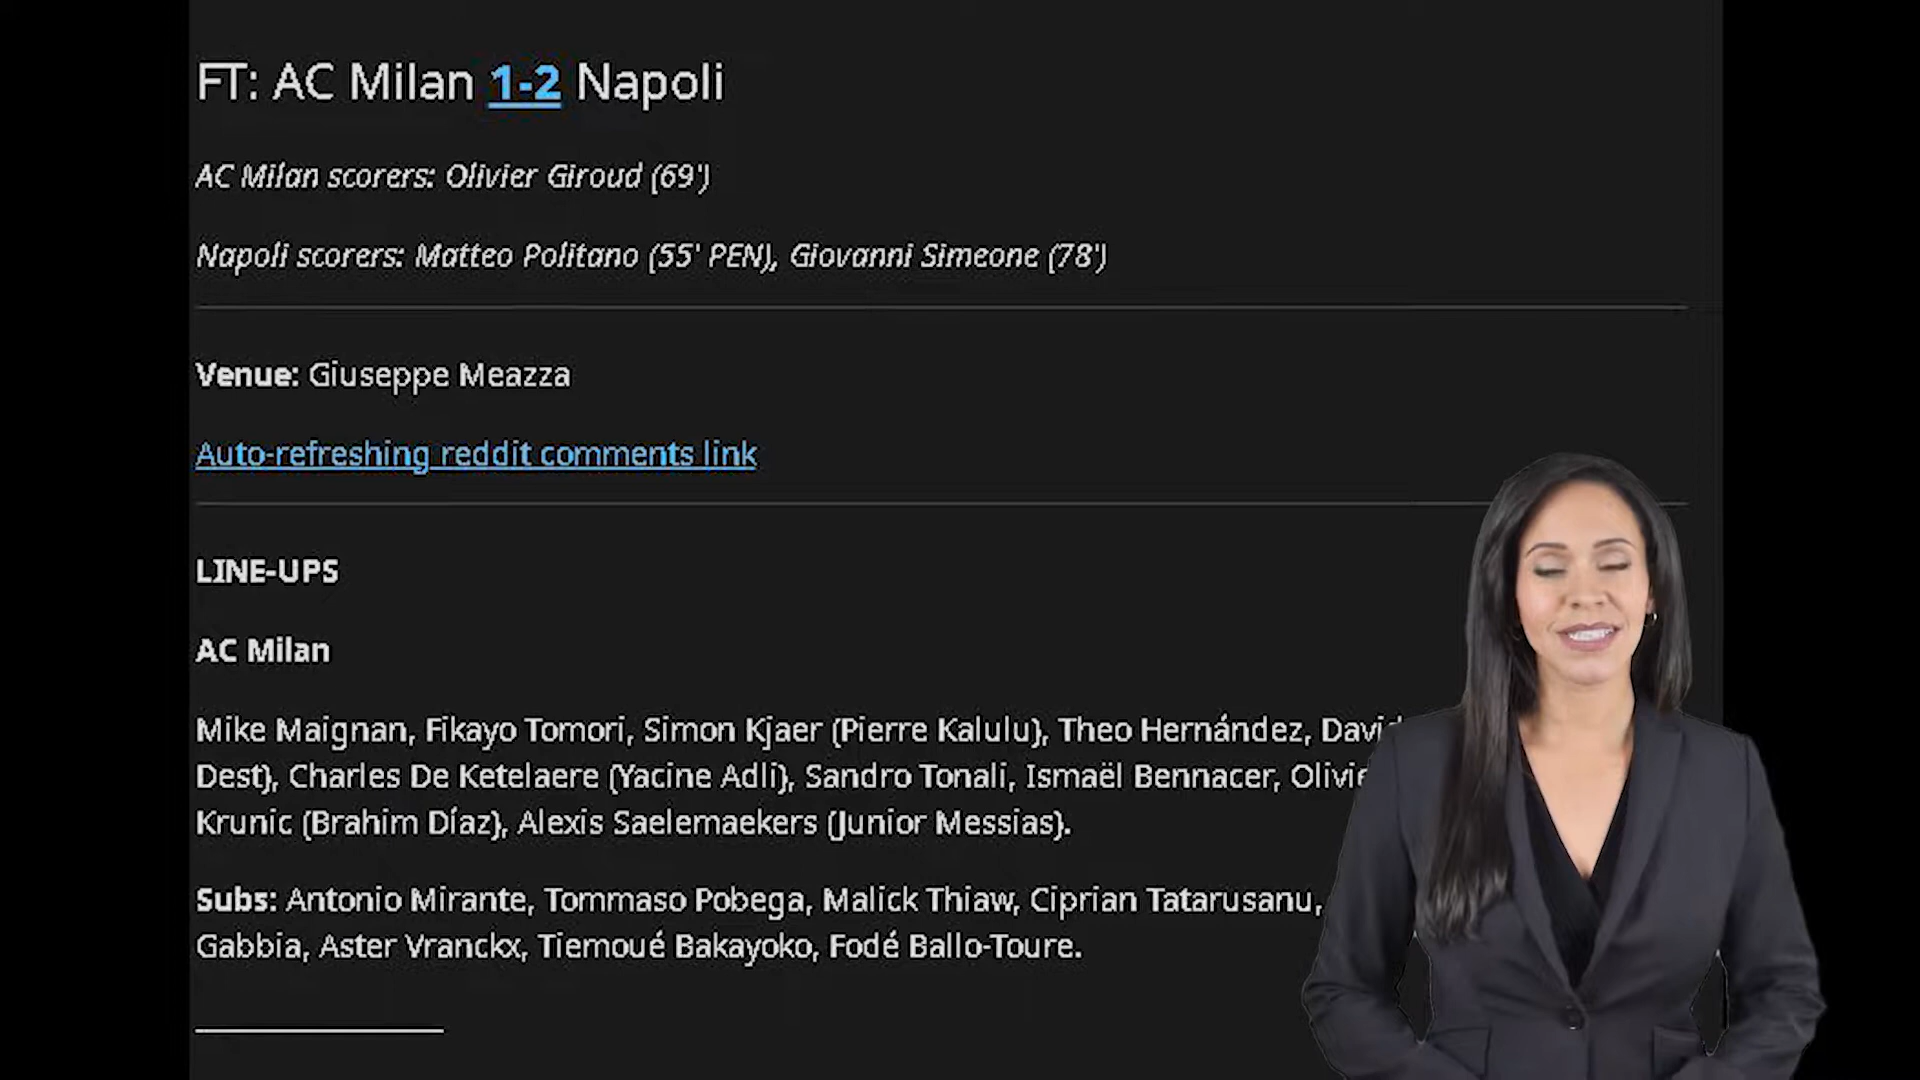 FT: AC Milan 1-2 Napoli
AC Milan scorers: Olivier Giroud (69')
Napoli scorers: Matteo Politano (55' PEN), Giovanni Simeone (78')
Venue: Giuseppe Meazza
Auto-refreshing reddit comments link
LINE-UPS
AC Milan
Mike Maignan, Fikayo Tomori, Simon Kjaer (Pierre Kalulu), Theo Hernández,
Dest), Charles De Ketelaere (Yacine Adli), Sandro Tonali, Ismaël Bennacer,
Krunic (Brahim Díaz), Alexis Saelemaekers (Junior Messias).
Subs: Antonio Mirante, Tommaso Pobega, Malick Thiaw, Ciprian Tatarusanu,
Gabbia, Aster Vranckx, Tiemoué Bakayoko, Fodé Ballo-Toure.